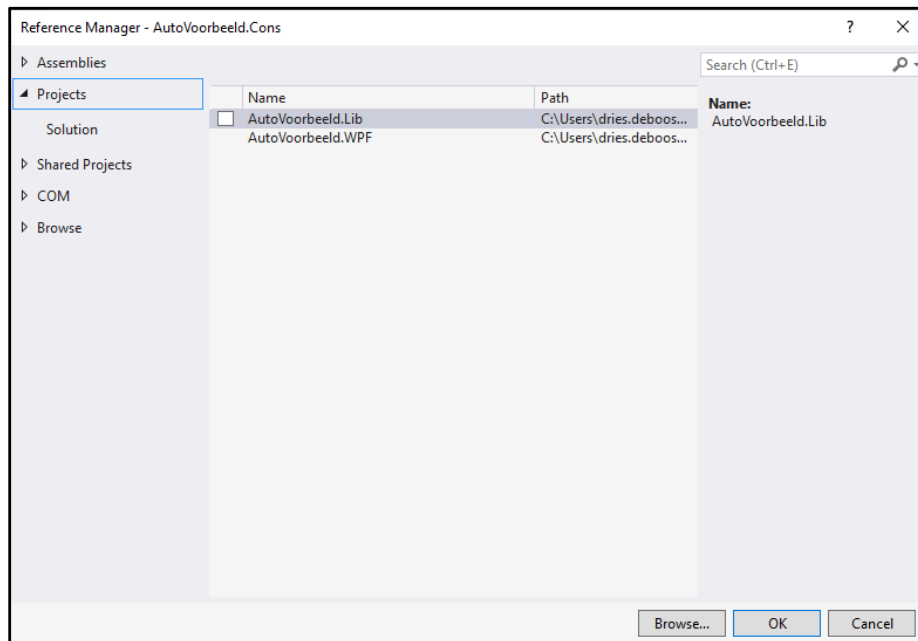 Reference Manager - AutoVoorbeeld.Cons ?
Assemblies
Projects
Solution
Shared Projects
COM
Browse
Name Path
AutoVoorbeeld.Lib C:\Users\dries.deboos...
AutoVoorbeeld.WPF C:\Users\dries.deboos...
Search (Ctrl+E)
Name:
AutoVoorbeeld.Lib
Browse... OK Cancel